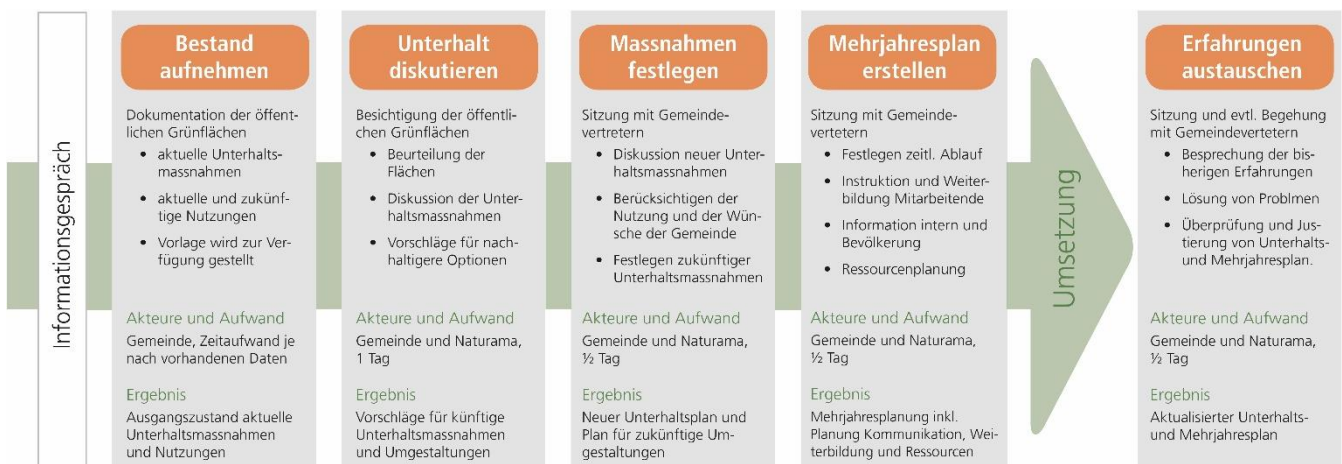 Informationsgespräch
Bestand
aufnehmen
Dokumentation der öffent-
lichen Grünflächen
• aktuelle Unterhalts-
massnahmen
• aktuelle und zukünf-
tige Nutzungen
• Vorlage wird zur Ver-
fügung gestellt
Akteure und Aufwand
Gemeinde, Zeitaufwand je
nach vorhandenen Daten
Ergebnis
Ausgangszustand aktuelle
Unterhaltsmassnahmen
und Nutzungen
Unterhalt
diskutieren
Besichtigung der öffentli-
chen Grünflächen
• Beurteilung der
Flächen
• Diskussion der Unter-
haltsmassnahmen
• Vorschläge für nach-
haltigere Optionen
Akteure und Aufwand
Gemeinde und Naturama,
1 Tag
Ergebnis
Vorschläge für künftige
Unterhaltsmassnahmen
und Umgestaltungen
Massnahmen
festlegen
Sitzung mit Gemeinde-
vertretern
• Diskussion neuer Unter-
haltsmassnahmen
• Berücksichtigen der
Nutzung und der Wün-
sche der Gemeinde
• Festlegen zukünftiger
Unterhaltsmassnahmen
Akteure und Aufwand
Gemeinde und Naturama,
½ Tag
Ergebnis
Neuer Unterhaltsplan und
Plan für zukünftige Um-
gestaltungen
Mehrjahresplan
erstellen
Sitzung mit Gemeinde-
vertetern
• Festlegen zeitl. Ablauf
• Instruktion und Weiter-
bildung Mitarbeitende
• Information intern und
Bevölkerung
• Ressourcenplanung
Akteure und Aufwand
Gemeinde und Naturama,
½ Tag
Ergebnis
Mehrjahresplanung inkl.
Planung Kommunikation, Wei-
terbildung und Ressourcen
Umsetzung
Erfahrungen
austauschen
Sitzung und evtl. Begehung
mit Gemeindevertetern
• Besprechung der bis-
herigen Erfahrungen
• Lösung von Problmen
• Überprüfung und Jus-
tierung von Unterhalts-
und Mehrjahresplan.
Akteure und Aufwand
Gemeinde und Naturama,
½ Tag
Ergebnis
Aktualisierter Unterhalts-
und Mehrjahresplan